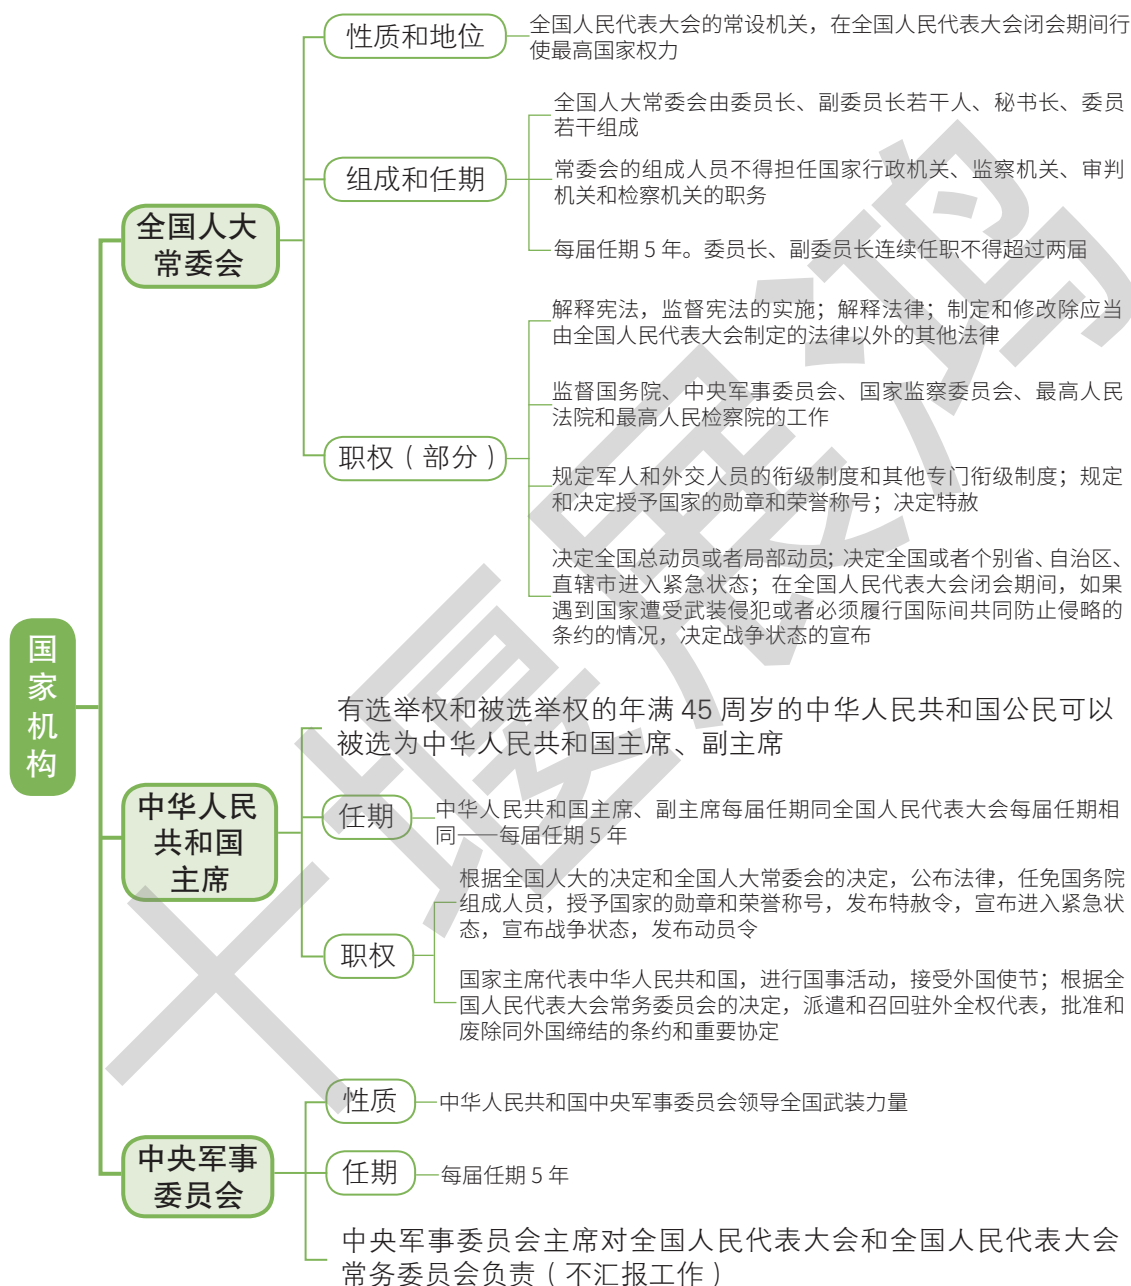 国家机构
全国人大
常委会
性质和地位
全国人民代表大会的常设机关，在全国人民代表大会闭会期间行
使最高国家权力
组成和任期
全国人大常委会由委员长、副委员长若干人、秘书长、委员
若干组成
常委会的组成人员不得担任国家行政机关、监察机关、审判
机关和检察机关的职务
每届任期 5 年。委员长、副委员长连续任职不得超过两届
职权（部分）
解释宪法，监督宪法的实施；解释法律；制定和修改除应当
由全国人民代表大会制定的法律以外的其他法律
监督国务院、中央军事委员会、国家监察委员会、最高人民
法院和最高人民检察院的工作
规定军人和外交人员的衔级制度和其他专门衔级制度；规定
和决定授予国家的勋章和荣誉称号；决定特赦
决定全国总动员或者局部动员；决定全国或者个别省、自治区、
直辖市进入紧急状态；在全国人民代表大会闭会期间，如果
遇到国家遭受武装侵犯或者必须履行国际间共同防止侵略的
条约的情况，决定战争状态的宣布
中华人民
共和国
主席
有选举权和被选举权的年满 45 周岁的中华人民共和国公民可以
被选为中华人民共和国主席、副主席
任期
中华人民共和国主席、副主席每届任期同全国人民代表大会每届任期相
同——每届任期 5 年
职权
根据全国人大的决定和全国人大常委会的决定，公布法律，任免国务院
组成人员，授予国家的勋章和荣誉称号，发布特赦令，宣布进入紧急状
态，宣布战争状态，发布动员令
国家主席代表中华人民共和国，进行国事活动，接受外国使节；根据全
国人民代表大会常务委员会的决定，派遣和召回驻外全权代表，批准和
废除同外国缔结的条约和重要协定
中央军事
委员会
性质
中华人民共和国中央军事委员会领导全国武装力量
任期
每届任期 5 年
中央军事委员会主席对全国人民代表大会和全国人民代表大会
常务委员会负责（不汇报工作）
十堰展鸿